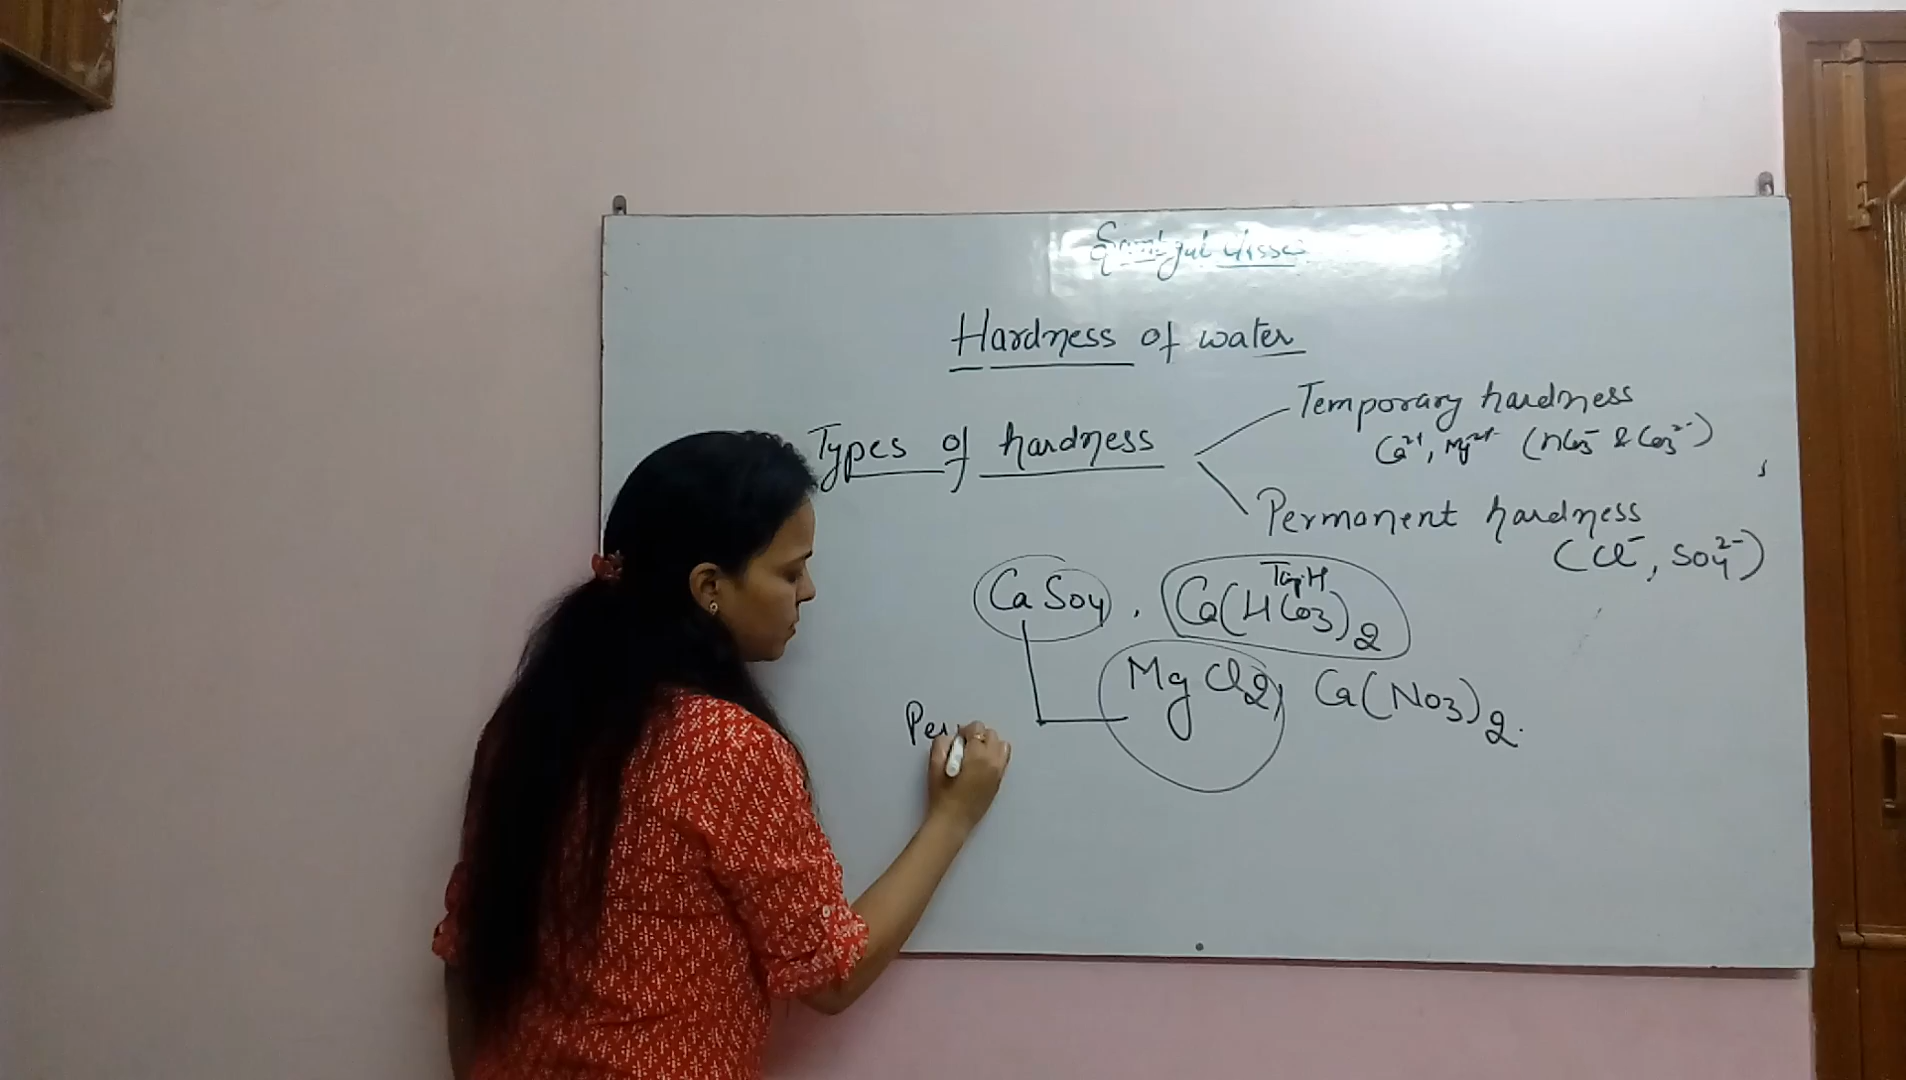 Hardness of water
Types of hardness
Temporary hardness
Ca²⁺, Mg²⁺ (HCO₃⁻ & CO₃²⁻)
Permanent hardness
(Cl⁻, SO₄²⁻)
CaSO₄, Ca(HCO₃)₂
MgCl₂, Ca(NO₃)₂.
Per